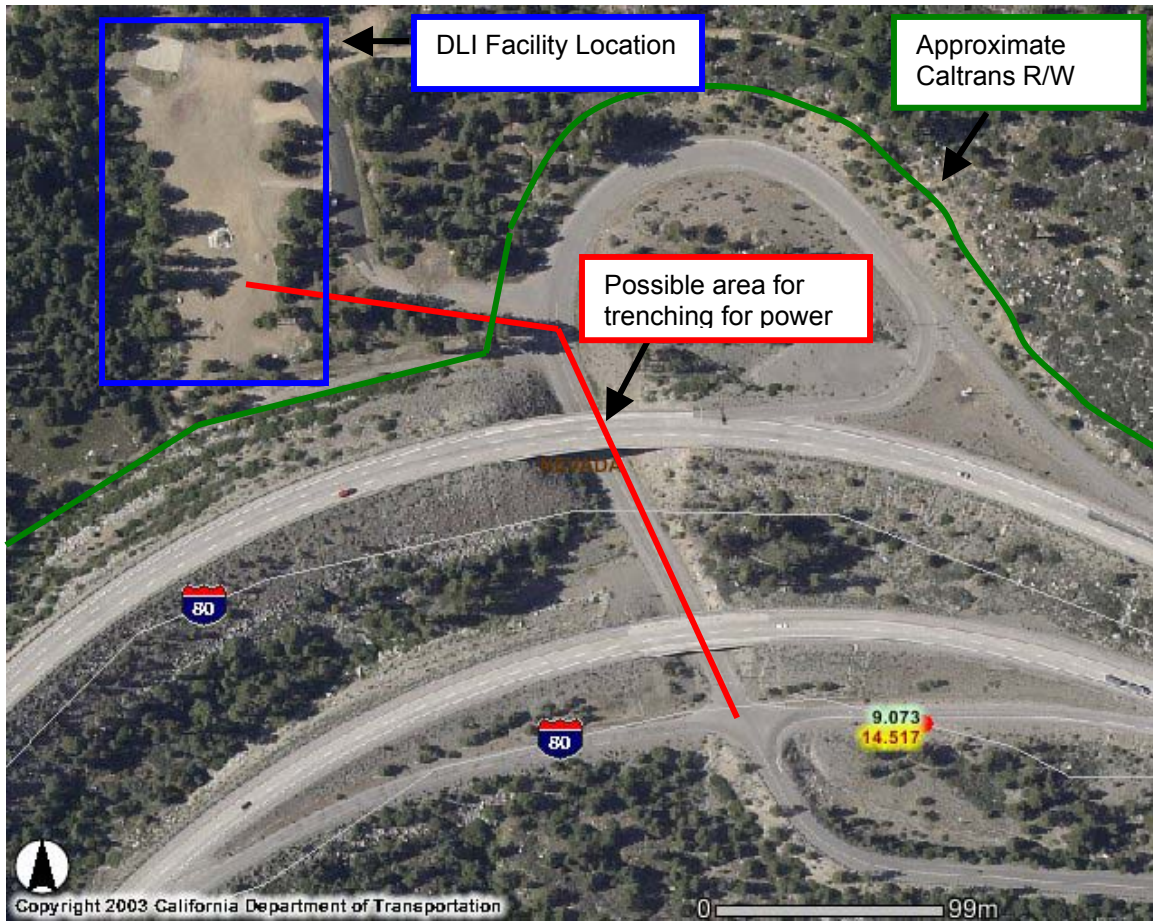 DLI Facility Location
Approximate
Caltrans R/W
Possible area for
trenching for power
NEVADA
80
80
9.073
14.517
Copyright 2003 California Department of Transportation
0
99m